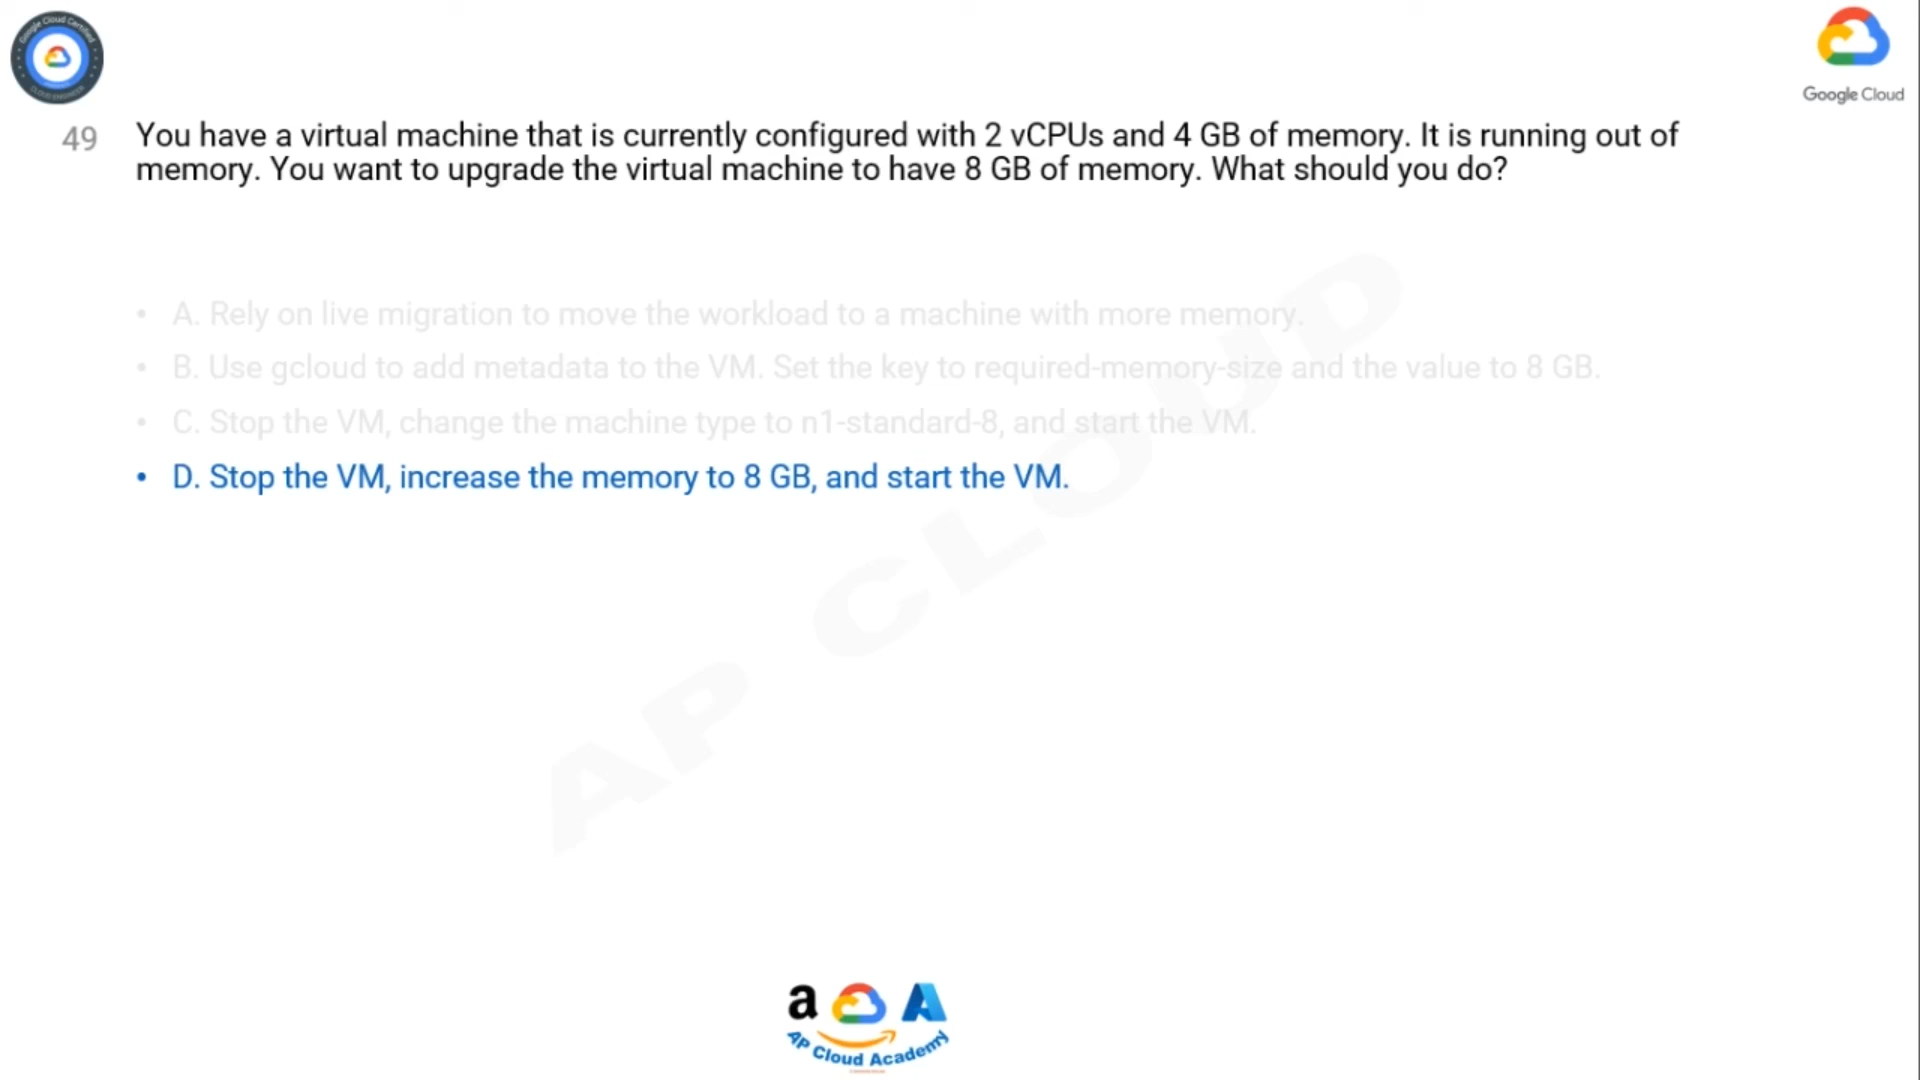 Google Cloud Certified
CLOUD ENGINEER
Google Cloud
49
You have a virtual machine that is currently configured with 2 vCPUs and 4 GB of memory. It is running out of
memory. You want to upgrade the virtual machine to have 8 GB of memory. What should you do?
• A. Rely on live migration to move the workload to a machine with more memory.
• B. Use gcloud to add metadata to the VM. Set the key to required-memory-size and the value to 8 GB.
• C. Stop the VM, change the machine type to n1-standard-8, and start the VM.
• D. Stop the VM, increase the memory to 8 GB, and start the VM.
AP CLOUD
a
AP Cloud Academy